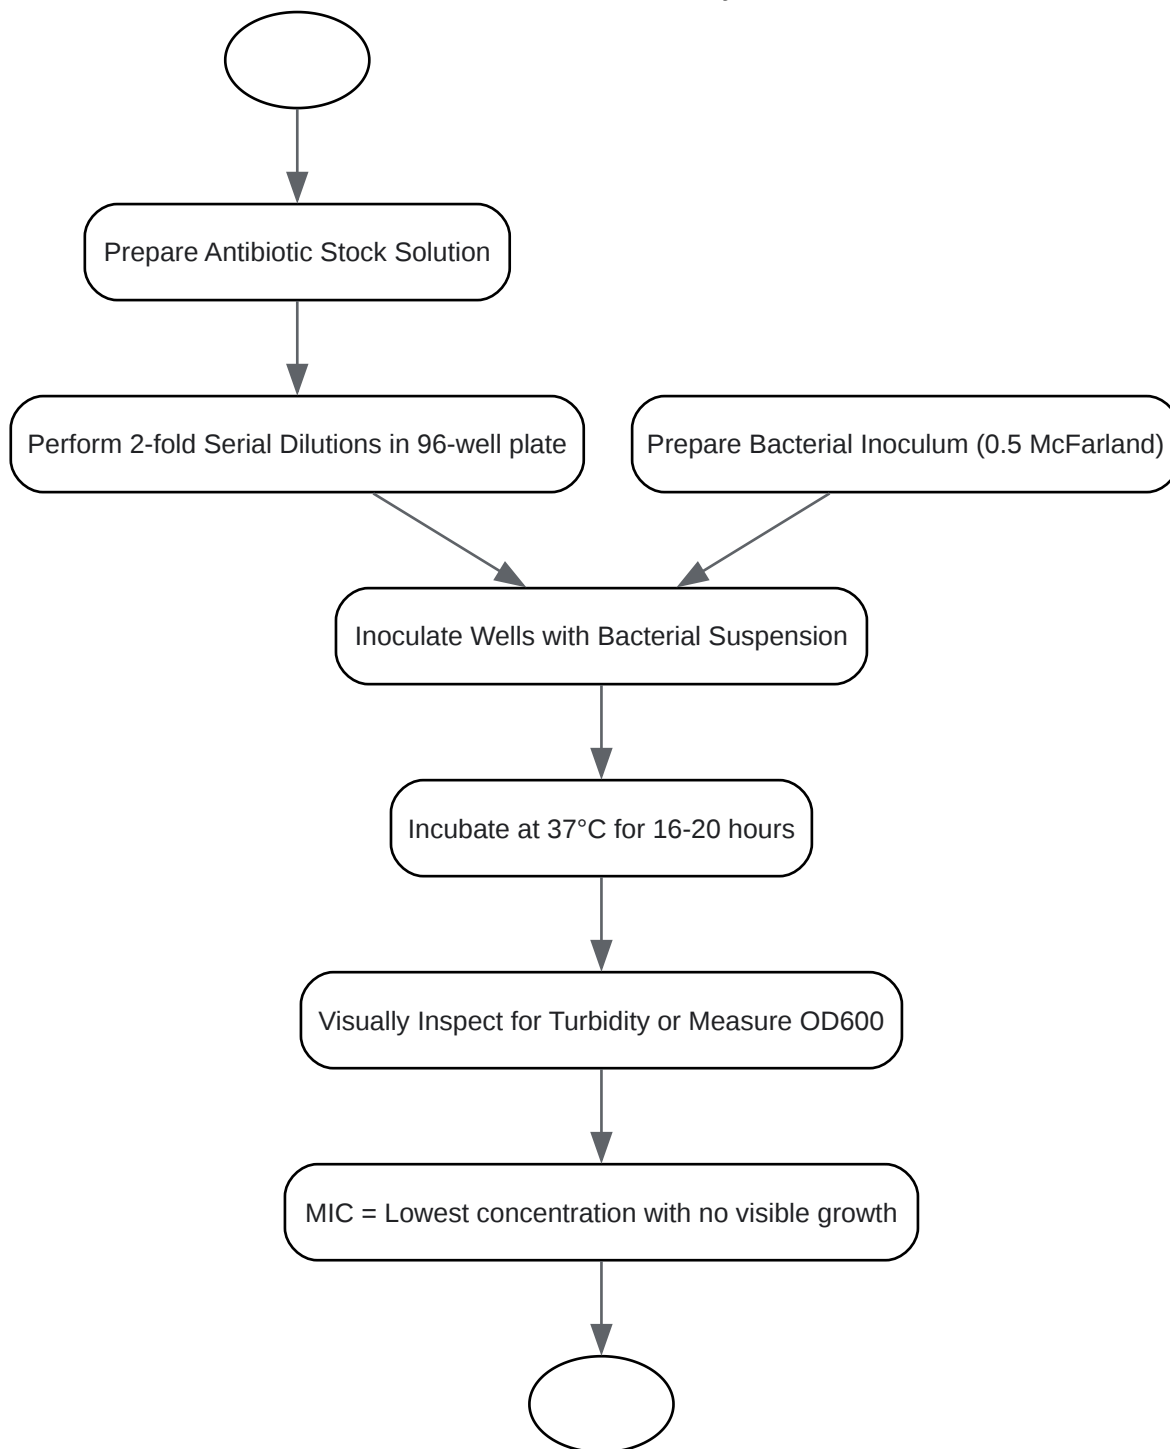 Prepare Antibiotic Stock Solution
Perform 2-fold Serial Dilutions in 96-well plate
Prepare Bacterial Inoculum (0.5 McFarland)
Inoculate Wells with Bacterial Suspension
Incubate at 37°C for 16-20 hours
Visually Inspect for Turbidity or Measure OD600
MIC = Lowest concentration with no visible growth